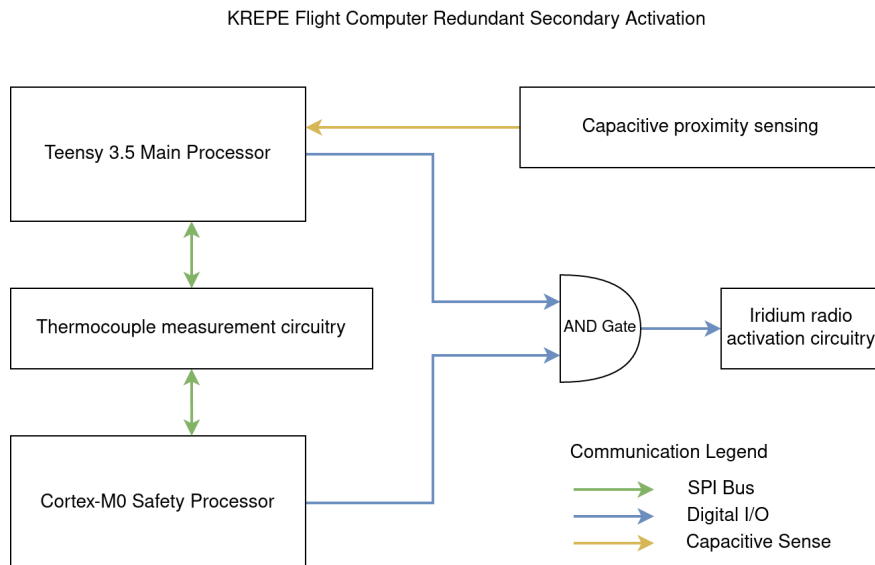 KREPE Flight Computer Redundant Secondary Activation
Teensy 3.5 Main Processor
Capacitive proximity sensing
Thermocouple measurement circuitry
AND Gate
Iridium radio
activation circuitry
Cortex-M0 Safety Processor
Communication Legend
SPI Bus
Digital I/O
Capacitive Sense